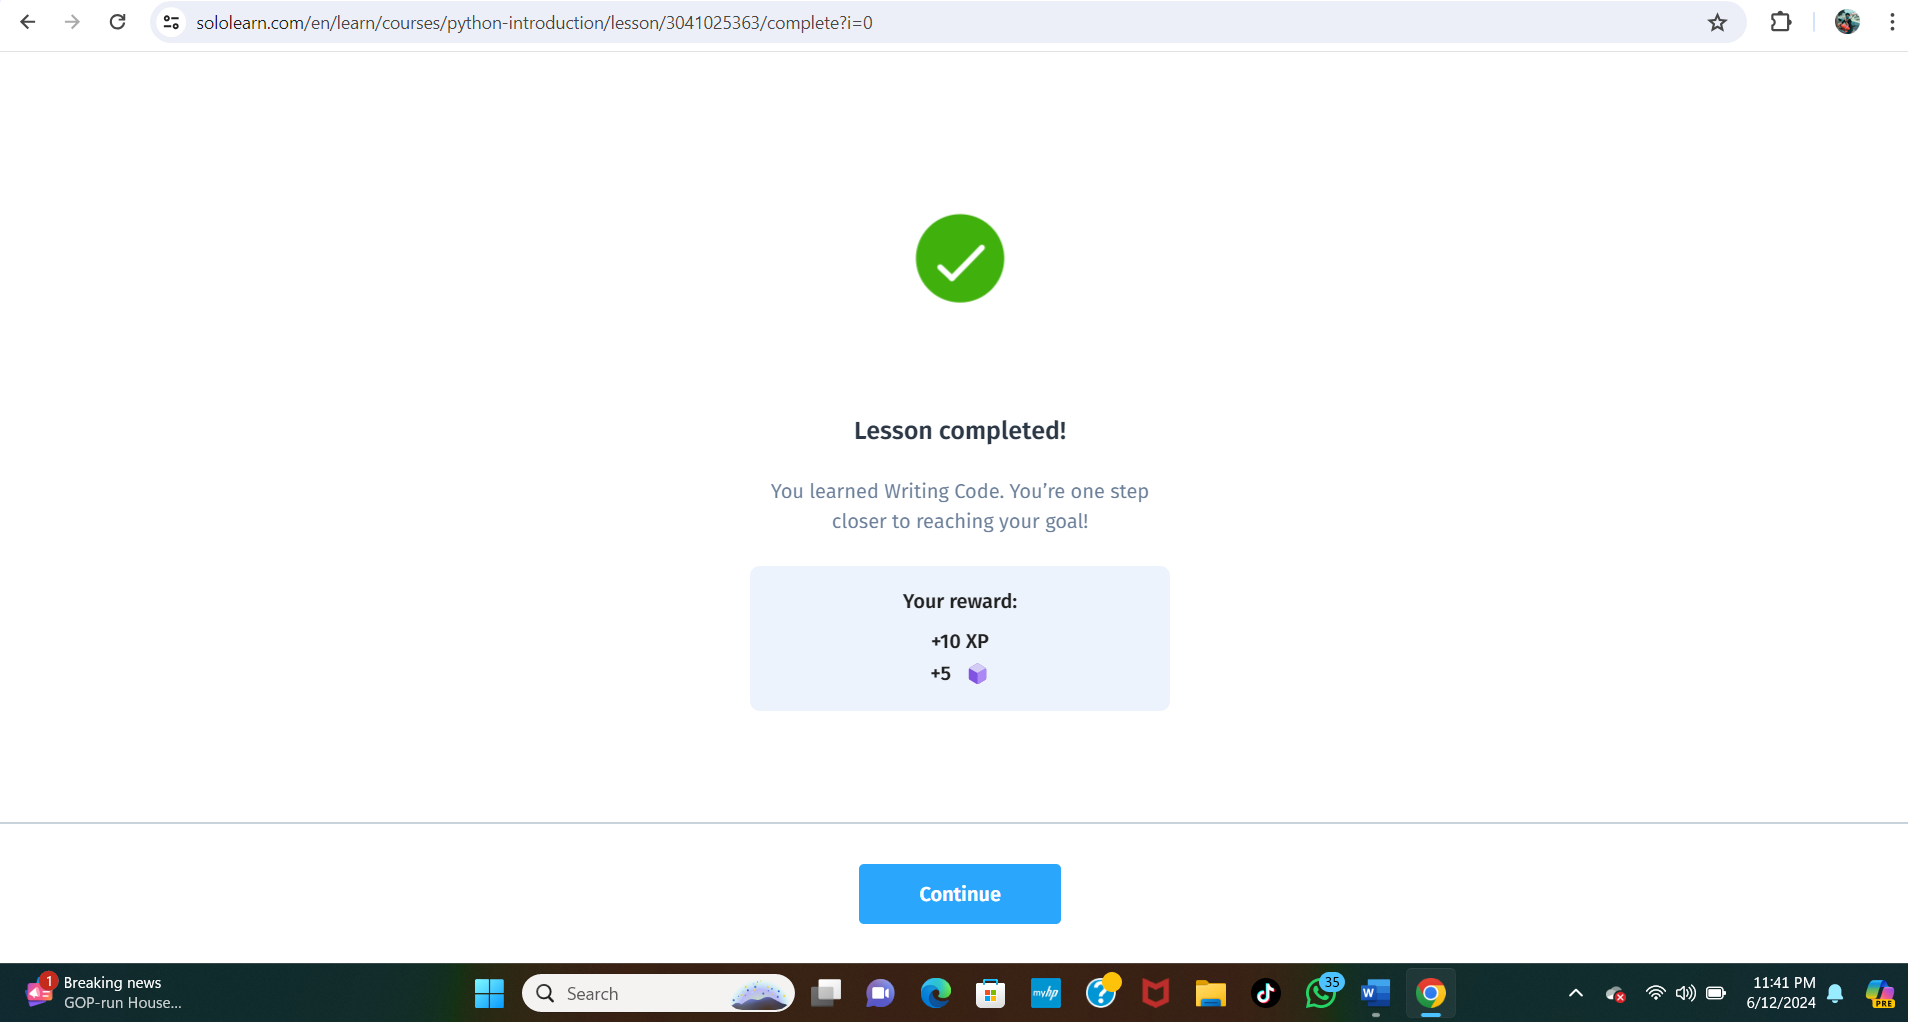 sololearn.com/en/learn/courses/python-introduction/lesson/3041025363/complete?i=0
Lesson completed!
You learned Writing Code. You’re one step
closer to reaching your goal!
Your reward:
+10 XP
+5
Continue
1
Breaking news
GOP-run House...
Search
myhp
?
35
W
11:41 PM
6/12/2024
PRE